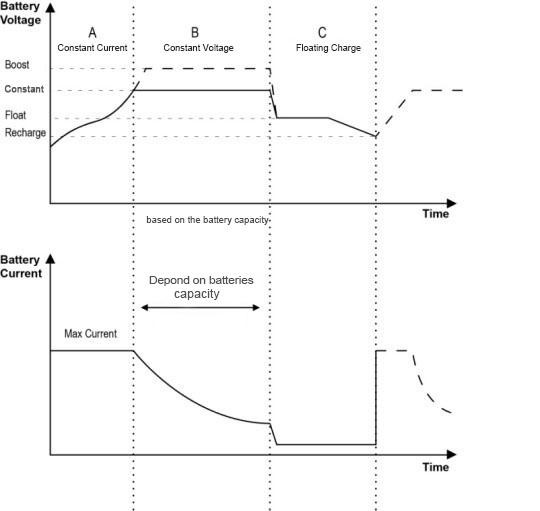 Battery
Voltage
A
B
C
Constant Current
Constant Voltage
Floating Charge
Boost
Constant
Float
Recharge
Time
based on the battery capacity
Battery
Current
Depond on batteries
capacity
Max Current
Time